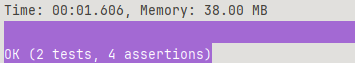 Time: 00:01.606, Memory: 38.00 MB
OK (2 tests, 4 assertions)